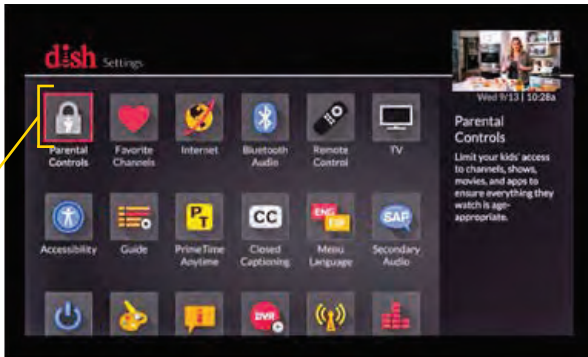 dish Settings
Wed 9/13 | 10:28a
Parental
Controls
Favorite
Channels
Internet
Bluetooth
Audio
Remote
Control
TV
Parental
Controls
Limit your kids' access
to channels, shows,
movies, and apps to
ensure everything they
watch is age-
appropriate.
Accessibility
Guide
PT
PrimeTime
Anytime
CC
Closed
Captioning
ENG
ESP
Menu
Language
SAP
Secondary
Audio
DVR